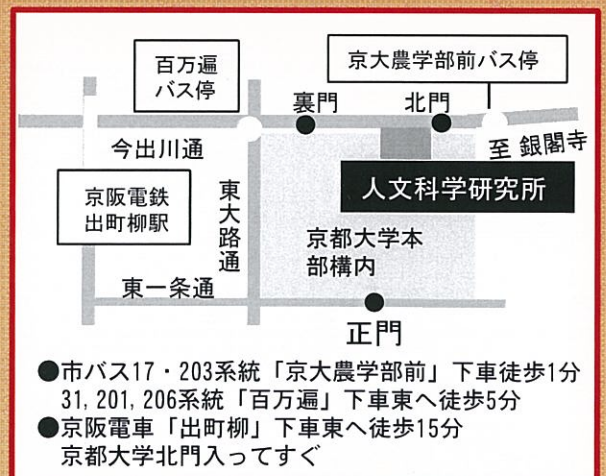 百万遍
バス停
京大農学部前バス停
裏門
北門
今出川通
至 銀閣寺
人文科学研究所
京阪電鉄
出町柳駅
東大路通
京都大学本
部構内
東一条通
正門
●市バス17・203系統「京大農学部前」下車徒歩1分
31, 201, 206系統「百万遍」下車東へ徒歩5分
●京阪電車「出町柳」下車東へ徒歩15分
京都大学北門入ってすぐ